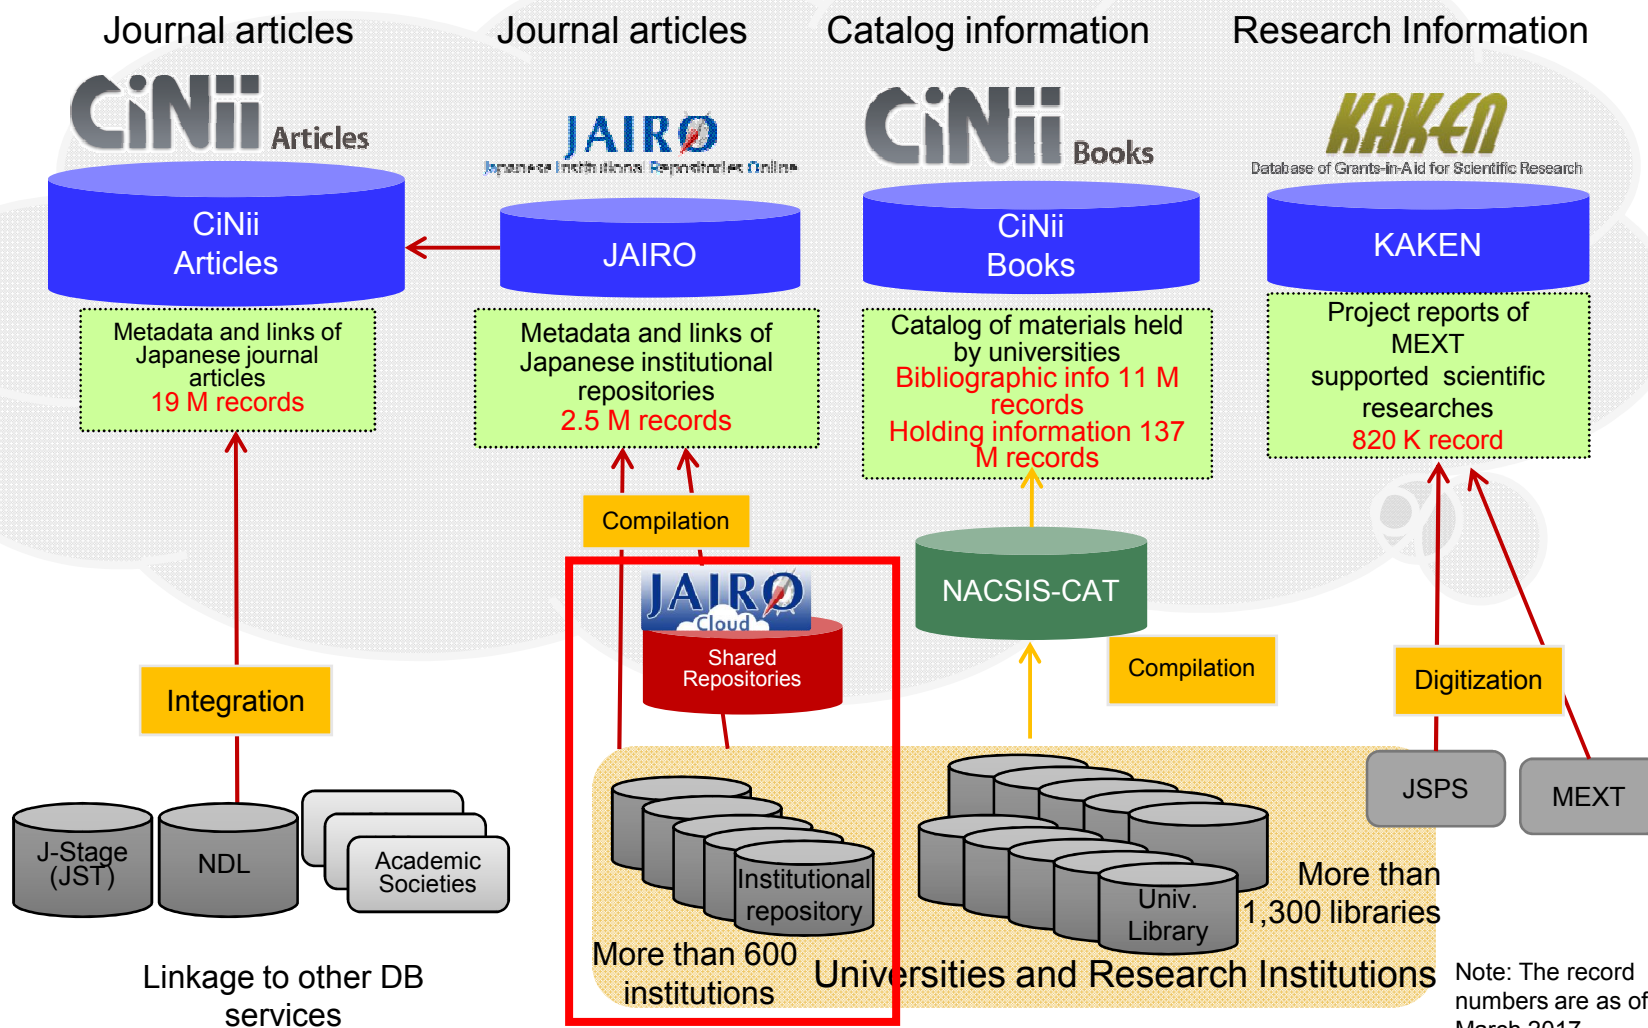 Journal articles
Journal articles
Catalog information
Research Information
CiNii Articles
JAIRO
Japanese Institutional Repositories Online
CiNii Books
KAKEN
Database of Grants-in-Aid for Scientific Research
CiNii
Articles
JAIRO
CiNii
Books
KAKEN
Metadata and links of
Japanese journal
articles
19 M records
Metadata and links of
Japanese institutional
repositories
2.5 M records
Catalog of materials held
by universities
Bibliographic info 11 M
records
Holding information 137
M records
Project reports of
MEXT
supported scientific
researches
820 K record
Compilation
JAIRO
Cloud
Shared
Repositories
NACSIS-CAT
Compilation
Integration
Digitization
J-Stage
(JST)
NDL
Academic
Societies
Institutional
repository
Univ.
Library
JSPS
MEXT
More than
1,300 libraries
More than 600
institutions
Universities and Research Institutions
Linkage to other DB
services
Note: The record
numbers are as of
March 2017